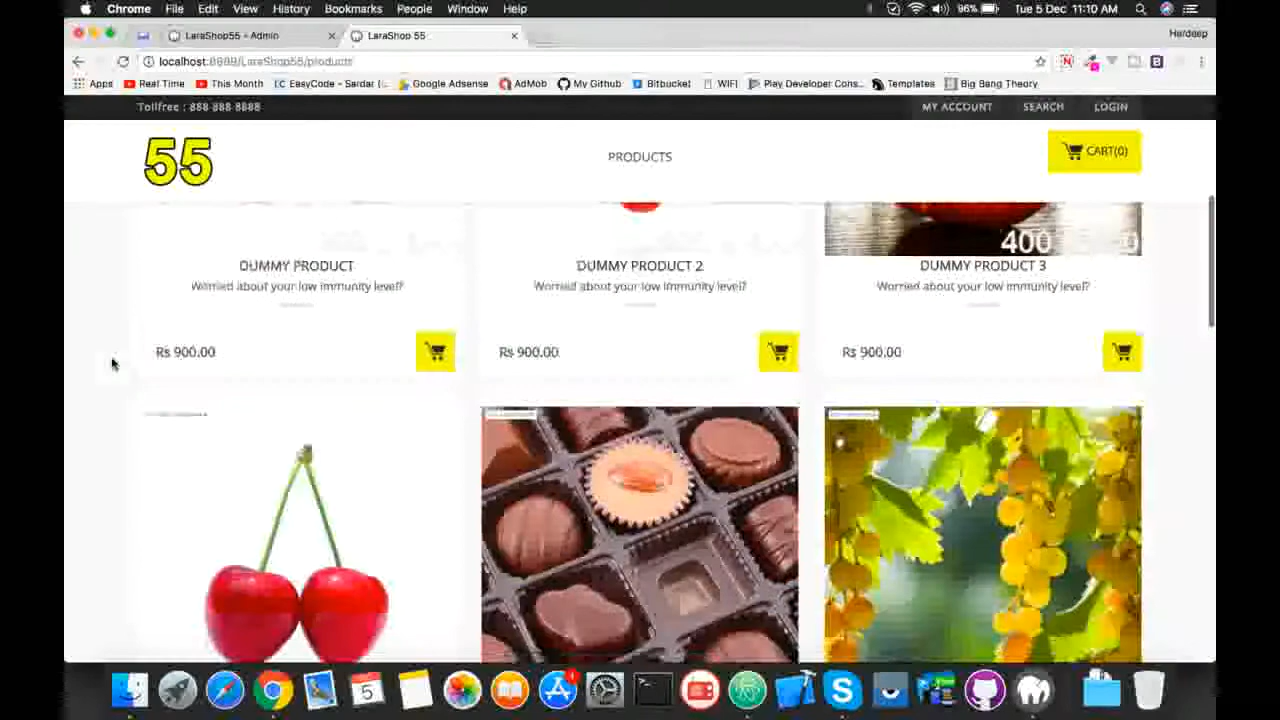 Chrome File Edit View History Bookmarks People Window Help 96% Tue 5 Dec 11:10 AM
LaraShop55 - Admin LaraShop 55 Hardeep
localhost:8889/LaraShop55/products
Apps Real Time This Month EasyCode - Sardar (... Google Adsense AdMob My Github Bitbucket WIFI Play Developer Cons... Templates Big Bang Theory
Tollfree : 888 888 8888 MY ACCOUNT SEARCH LOGIN
55 PRODUCTS CART(0)
400
DUMMY PRODUCT DUMMY PRODUCT 2 DUMMY PRODUCT 3
Worried about your low immunity level? Worried about your low immunity level? Worried about your low immunity level?
Rs 900.00 Rs 900.00 Rs 900.00
5